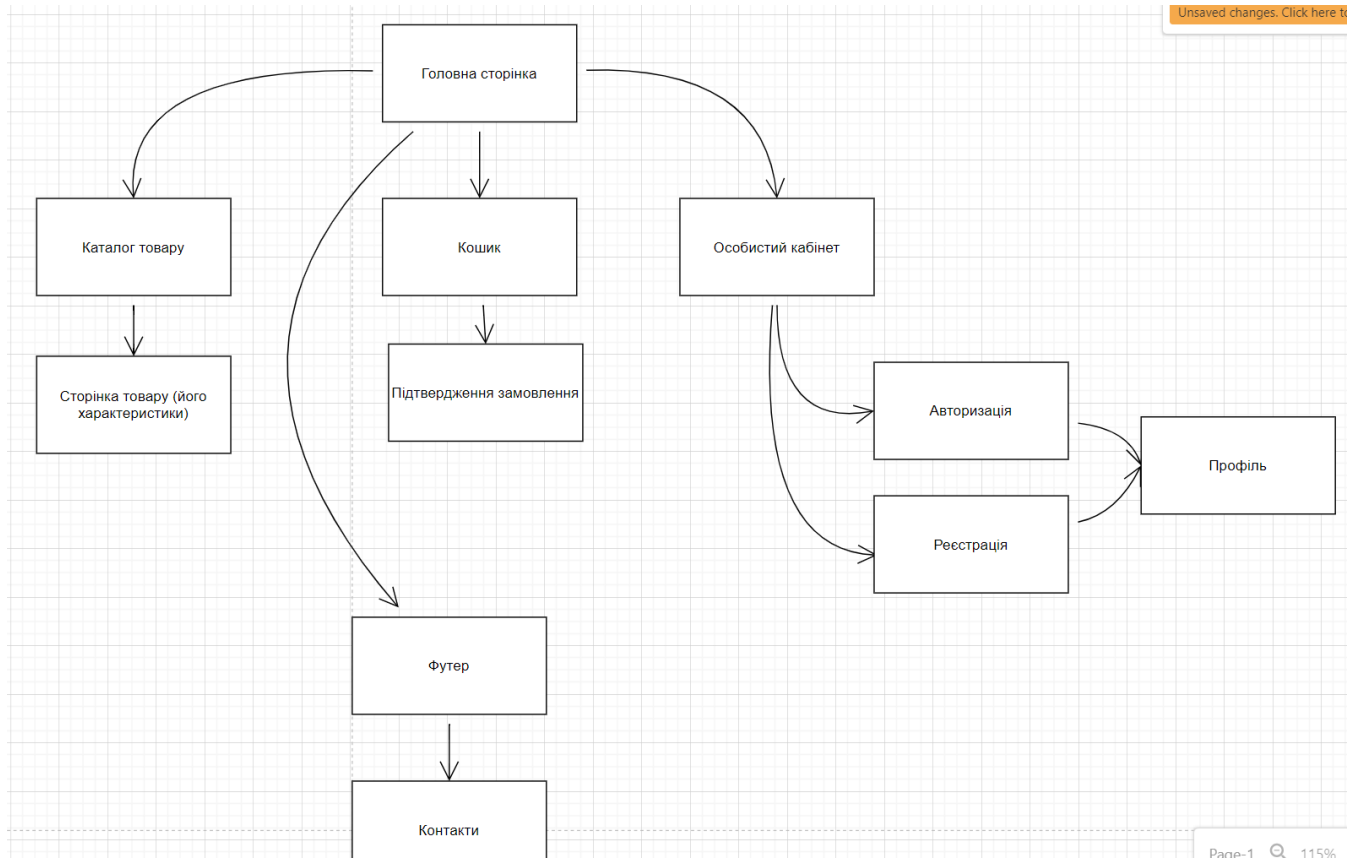 Unsaved changes. Click here to
Головна сторінка
Каталог товару
Кошик
Особистий кабінет
Сторінка товару (його
характеристики)
Підтвердження замовлення
Авторизація
Профіль
Реєстрація
Футер
Контакти
Page-1
115%